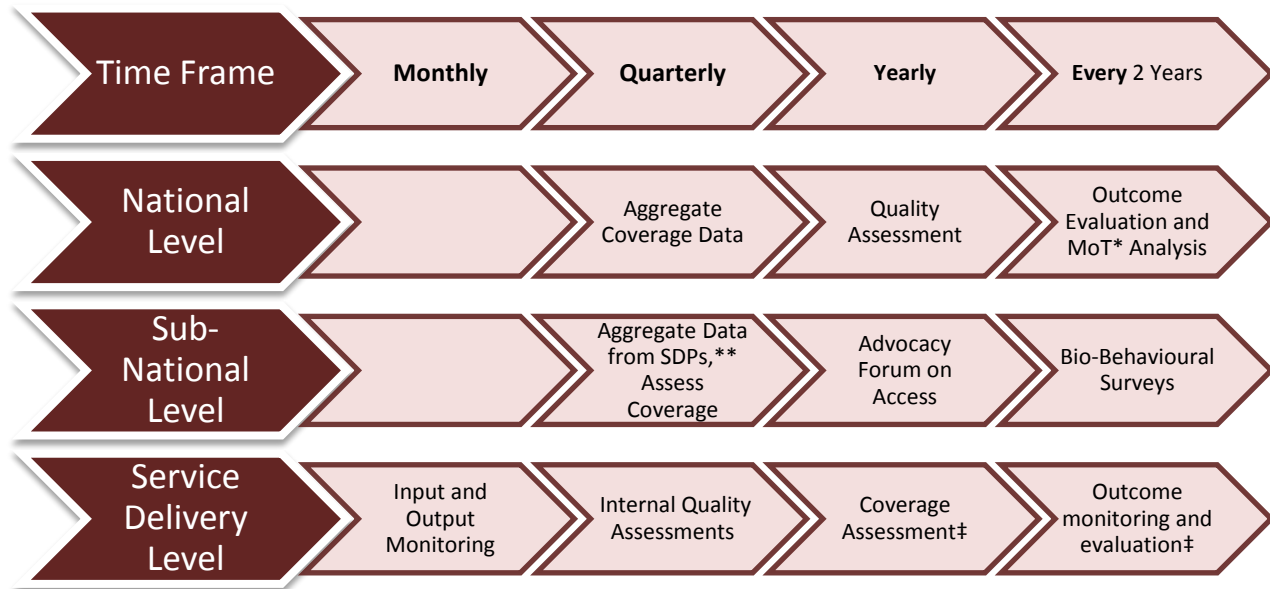 Time Frame
Monthly
Quarterly
Yearly
Every 2 Years
National
Level
Aggregate
Coverage Data
Quality
Assessment
Outcome
Evaluation and
MoT* Analysis
Sub-
National
Level
Aggregate Data
from SDPs,**
Assess
Coverage
Advocacy
Forum on
Access
Bio-Behavioural
Surveys
Service
Delivery
Level
Input and
Output
Monitoring
Internal Quality
Assessments
Coverage
Assessment‡
Outcome
monitoring and
evaluation‡